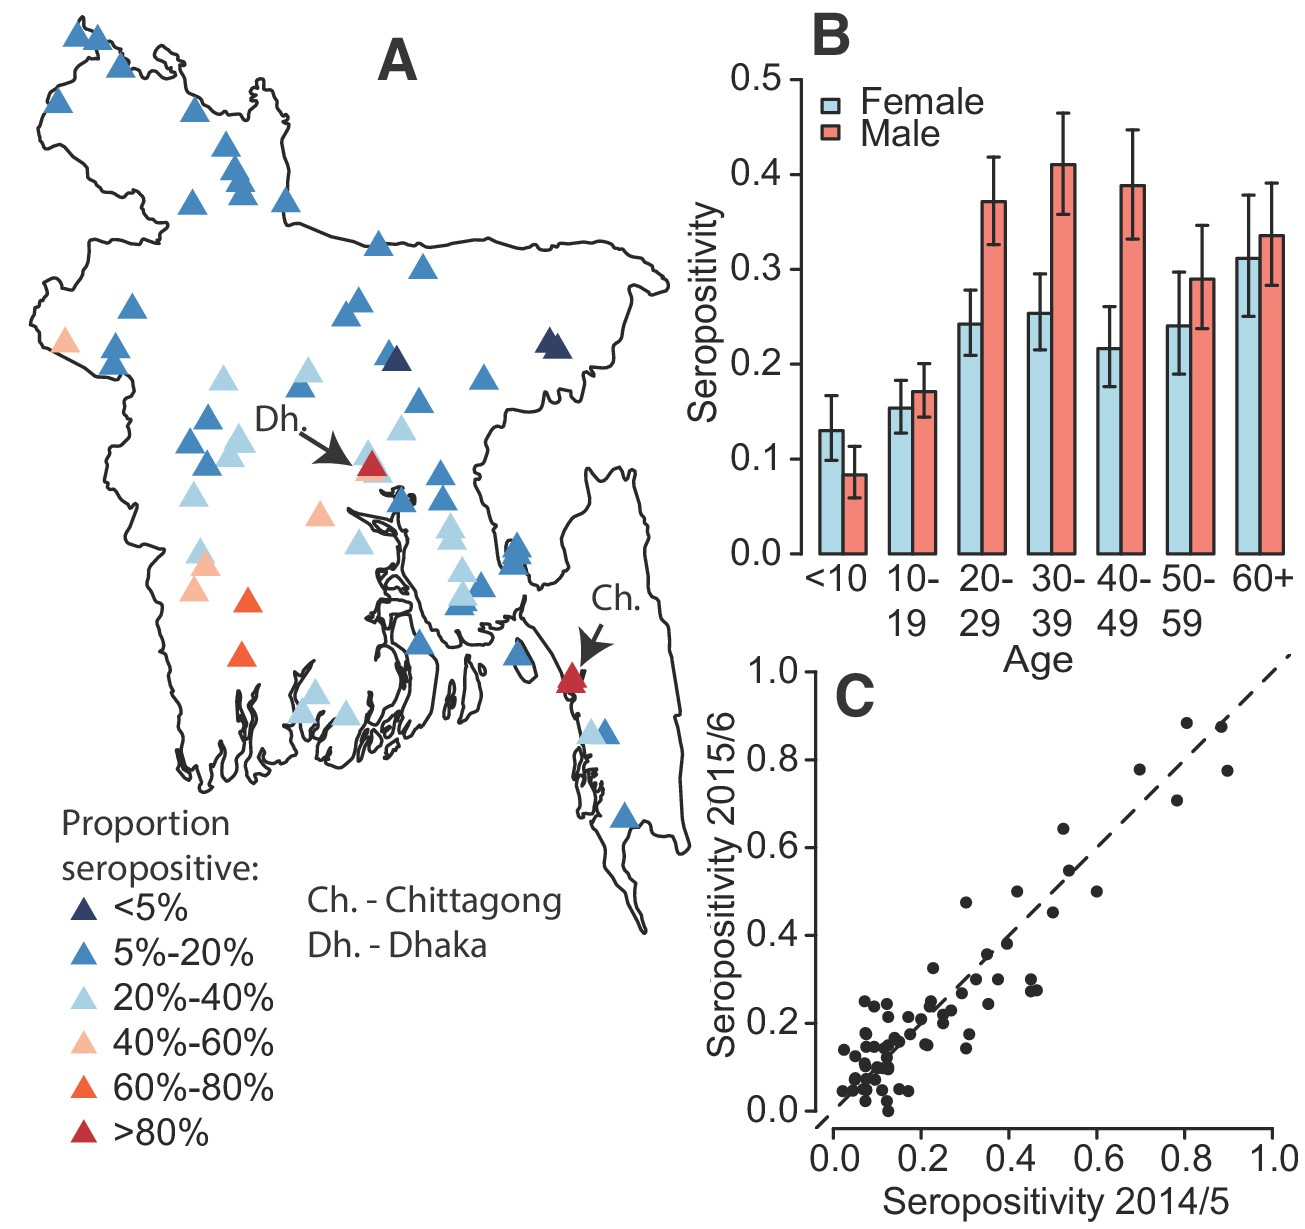 A
Dh.
Ch.
Proportion
seropositive:
<5%
5%-20%
20%-40%
40%-60%
60%-80%
>80%
Ch. - Chittagong
Dh. - Dhaka
B
Female
Male
Seropositivity
0.5
0.4
0.3
0.2
0.1
0.0
<10 10- 20- 30- 40- 50- 60+
19 29 39 49 59
Age
C
Seropositivity 2015/6
1.0
0.8
0.6
0.4
0.2
0.0
0.0 0.2 0.4 0.6 0.8 1.0
Seropositivity 2014/5